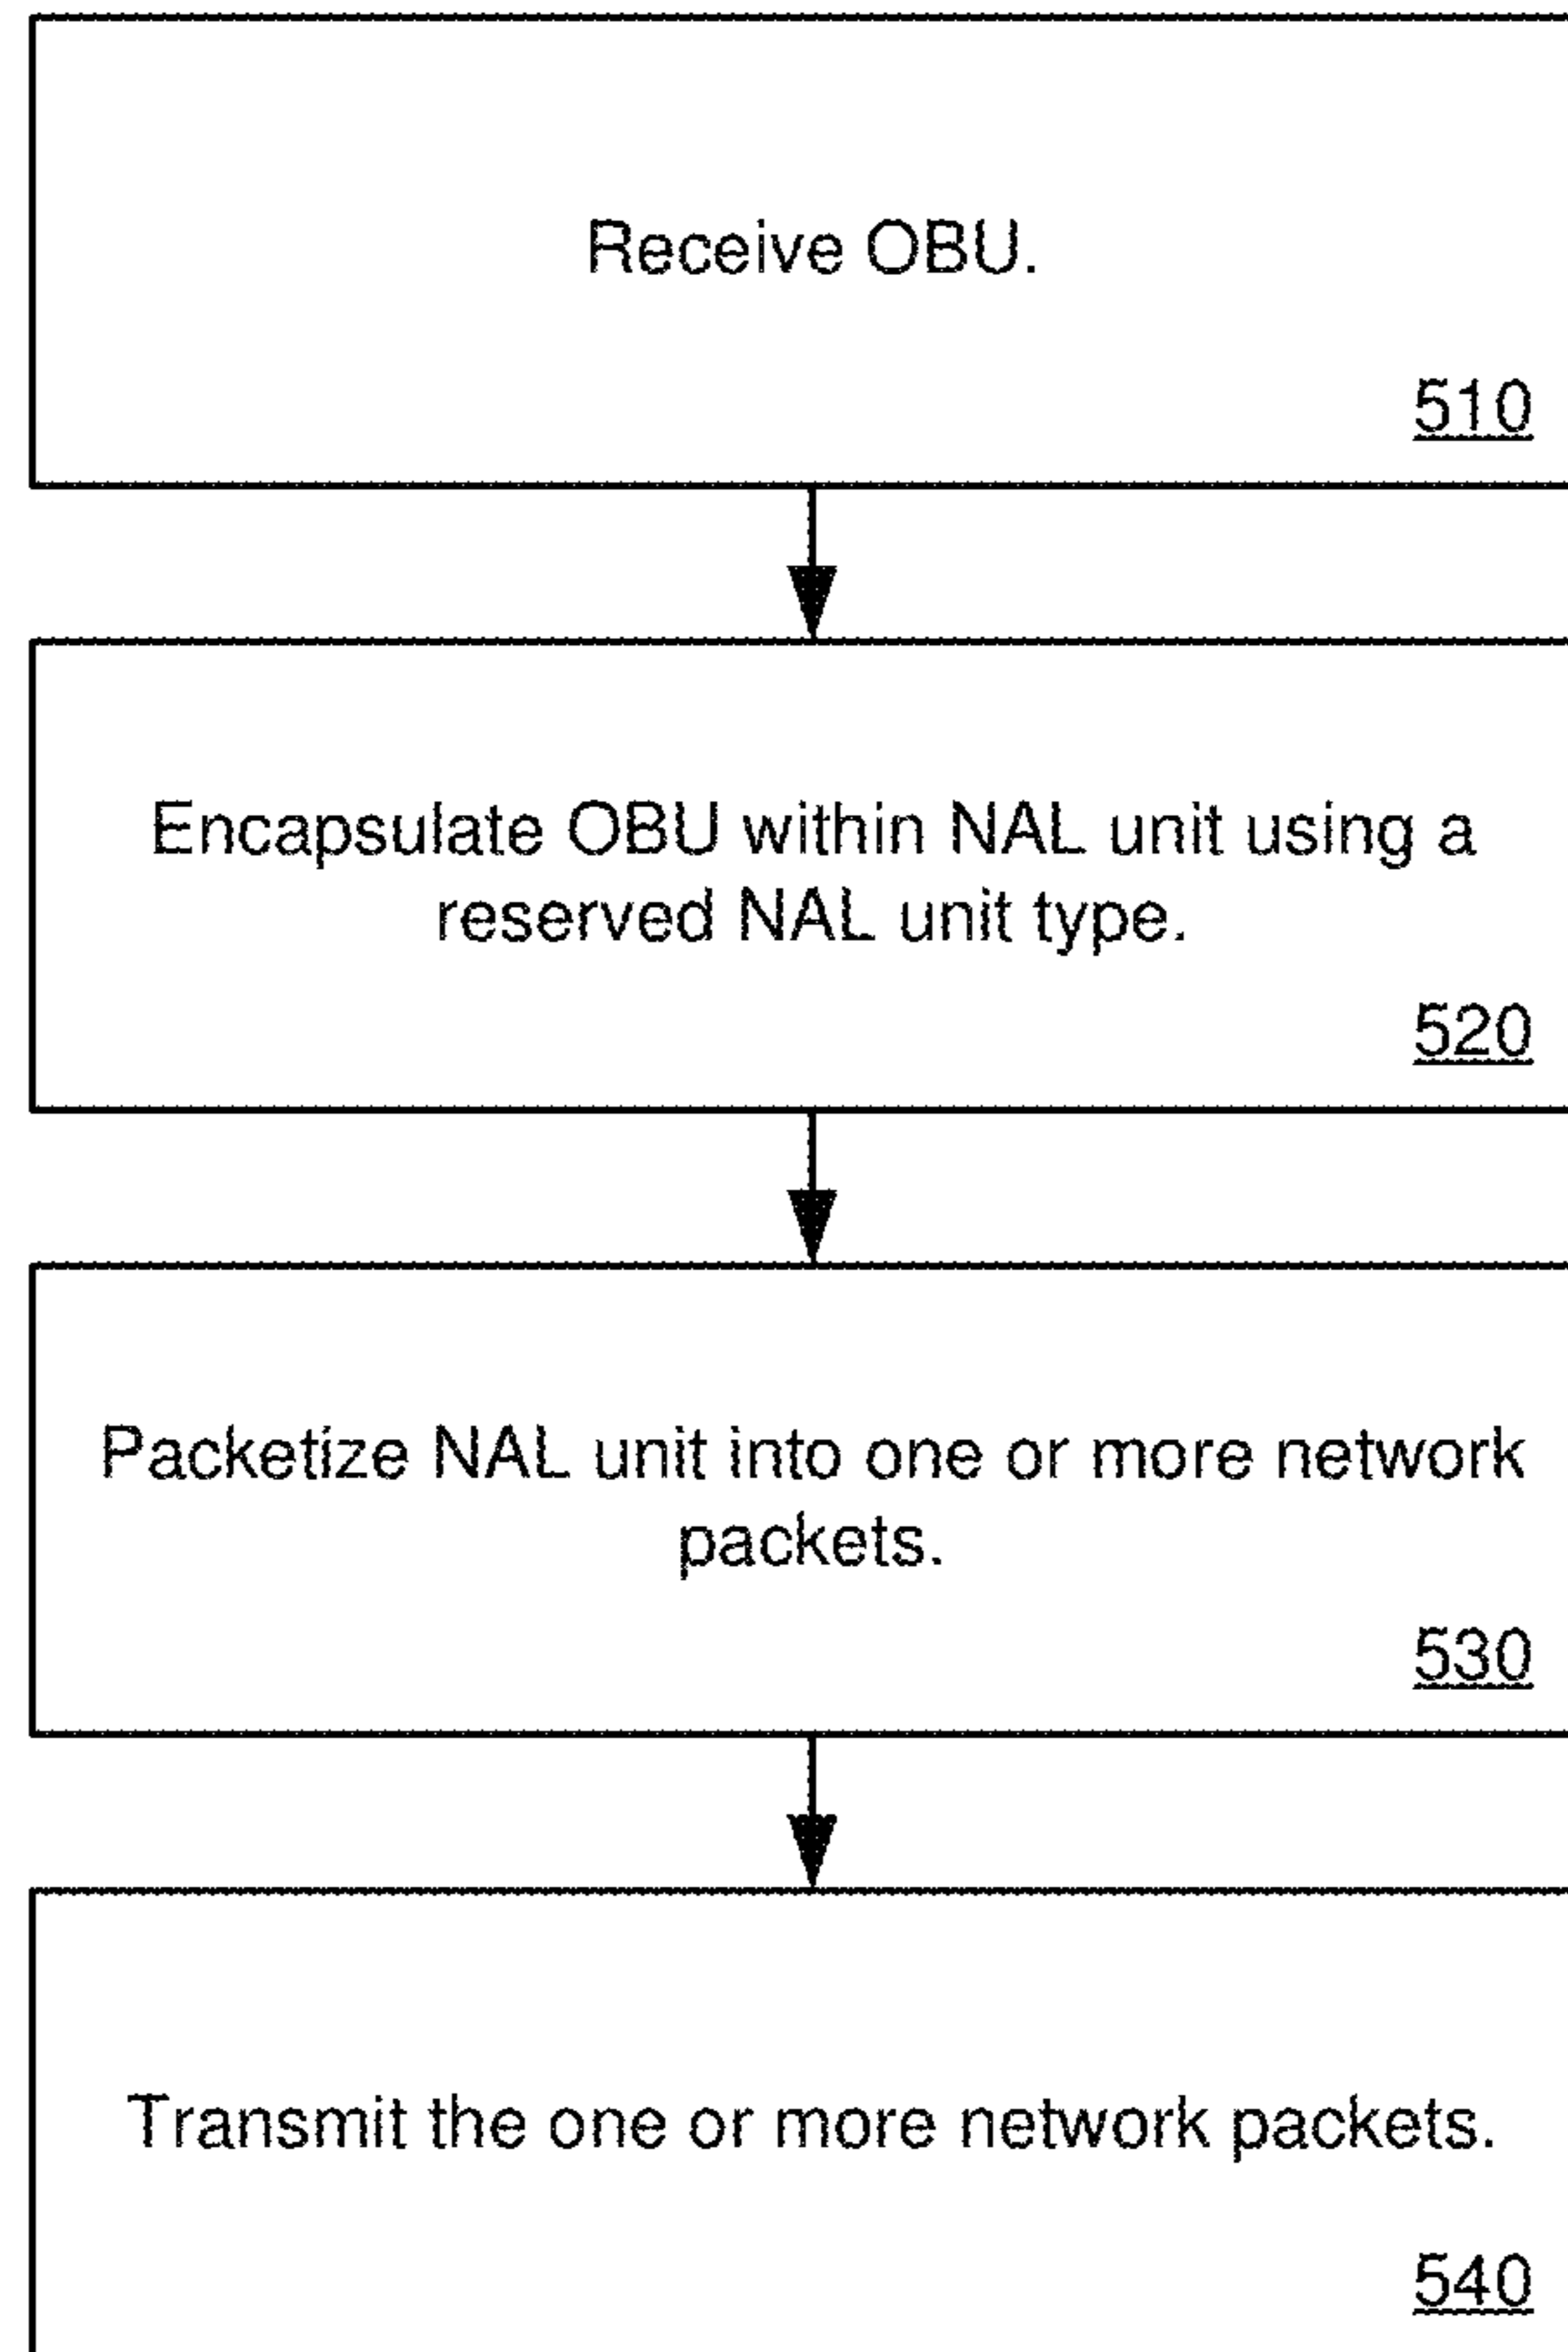 Receive OBU.
510
Encapsulate OBU within NAL unit using a
reserved NAL unit type.
520
Packetize NAL unit into one or more network
packets.
530
Transmit the one or more network packets.
540